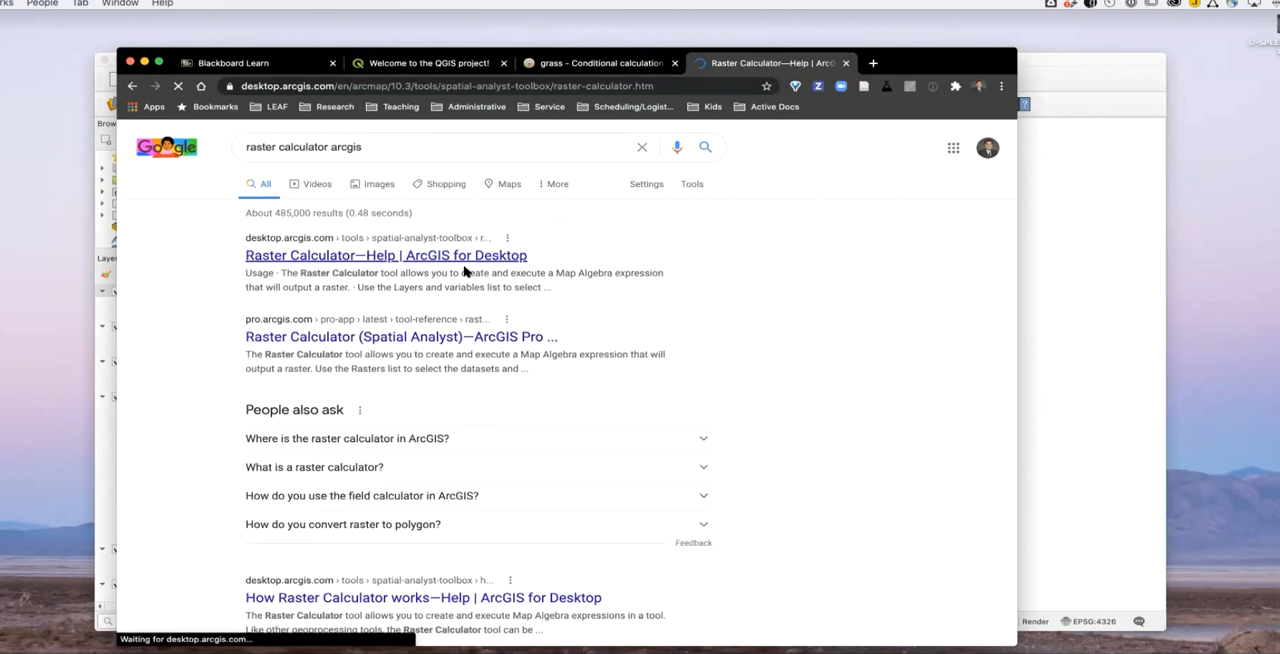 rks People Tab Window Help
Blackboard Learn
Welcome to the QGIS project!
grass - Conditional calculation
Raster Calculator—Help | ArcG
desktop.arcgis.com/en/arcmap/10.3/tools/spatial-analyst-toolbox/raster-calculator.htm
Apps Bookmarks LEAF Research Teaching Administrative Service Scheduling/Logist... Kids Active Docs
Google
raster calculator arcgis
All Videos Images Shopping Maps More Settings Tools
About 485,000 results (0.48 seconds)
desktop.arcgis.com › tools › spatial-analyst-toolbox › r...
Raster Calculator—Help | ArcGIS for Desktop
Usage · The Raster Calculator tool allows you to create and execute a Map Algebra expression
that will output a raster. · Use the Layers and variables list to select ...
pro.arcgis.com › pro-app › latest › tool-reference › rast...
Raster Calculator (Spatial Analyst)—ArcGIS Pro ...
The Raster Calculator tool allows you to create and execute a Map Algebra expression that will
output a raster. Use the Rasters list to select the datasets and ...
People also ask
Where is the raster calculator in ArcGIS?
What is a raster calculator?
How do you use the field calculator in ArcGIS?
How do you convert raster to polygon?
Feedback
desktop.arcgis.com › tools › spatial-analyst-toolbox › h...
How Raster Calculator works—Help | ArcGIS for Desktop
The Raster Calculator tool allows you to create and execute Map Algebra expressions in a tool.
Like other geoprocessing tools, the Raster Calculator tool can be ...
Waiting for desktop.arcgis.com...
Brow
Laye
Render EPSG:4326